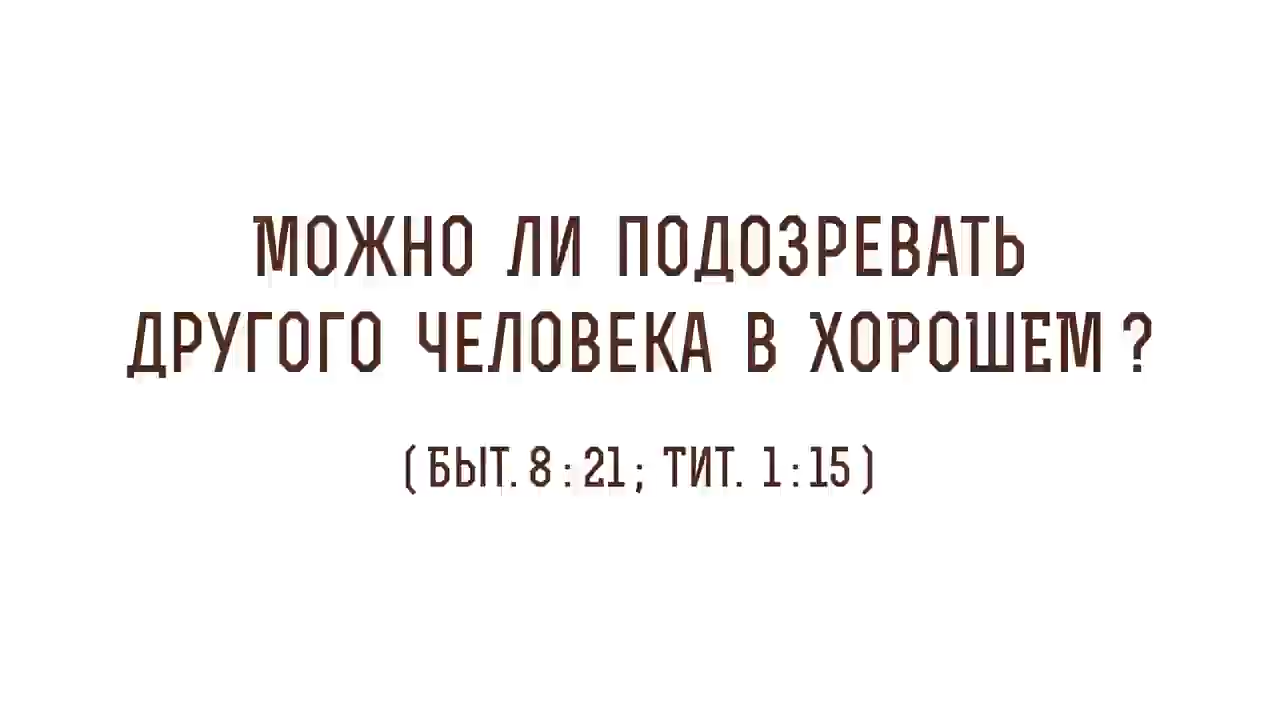 МОЖНО ЛИ ПОДОЗРЕВАТЬ
ДРУГОГО ЧЕЛОВЕКА В ХОРОШЕМ?
(БЫТ. 8:21; ТИТ. 1:15)